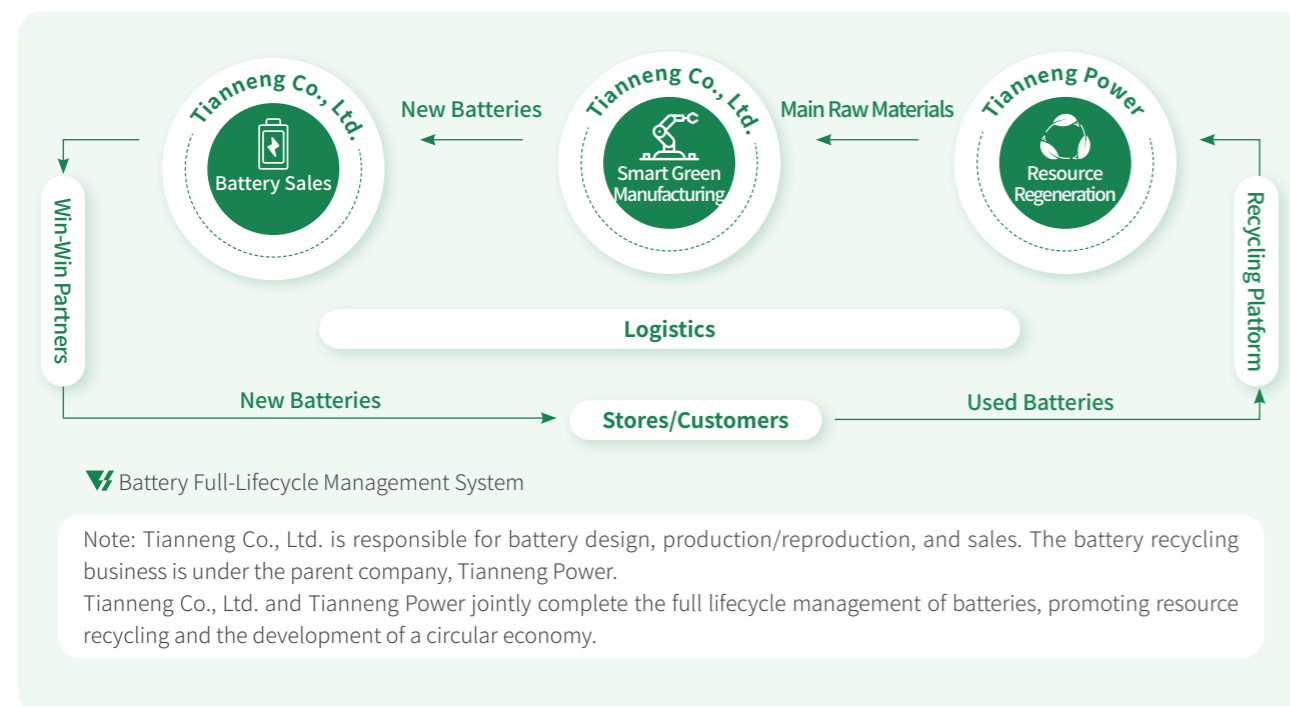 Tianneng Co., Ltd.
Battery Sales
New Batteries
Tianneng Co., Ltd.
Smart Green
Manufacturing
Main Raw Materials
Tianneng Power
Resource
Regeneration
Win-Win Partners
Recycling Platform
Logistics
New Batteries
Stores/Customers
Used Batteries
Battery Full-Lifecycle Management System
Note: Tianneng Co., Ltd. is responsible for battery design, production/reproduction, and sales. The battery recycling
business is under the parent company, Tianneng Power.
Tianneng Co., Ltd. and Tianneng Power jointly complete the full lifecycle management of batteries, promoting resource
recycling and the development of a circular economy.